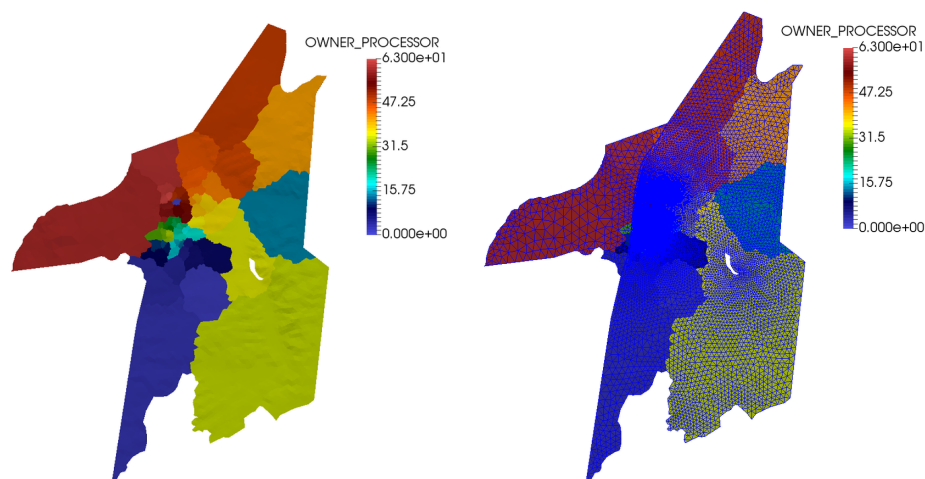 OWNER_PROCESSOR
6.300e+01
47.25
31.5
15.75
0.000e+00
OWNER_PROCESSOR
6.300e+01
47.25
31.5
15.75
0.000e+00